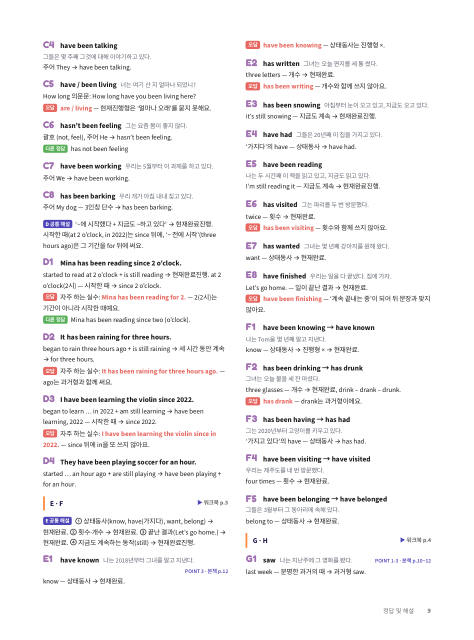 C4 have been talking
그들은 몇 주째 그것에 대해 이야기하고 있다.
주어 They → have been talking.
C5 have / been living 너는 여기 산 지 얼마나 되었니?
How long 의문문: How long have you been living here?
오답 are / living — 현재진행형은 '얼마나 오래'를 묻지 못해요.
C6 hasn't been feeling 그는 요즘 몸이 좋지 않다.
괄호 (not, feel), 주어 He → hasn't been feeling.
다른 정답 has not been feeling
C7 have been working 우리는 5월부터 이 과제를 하고 있다.
주어 We → have been working.
C8 has been barking 우리 개가 아침 내내 짖고 있다.
주어 My dog — 3인칭 단수 → has been barking.
D 공통 해설 '~에 시작했다 + 지금도 ~하고 있다' → 현재완료진행.
시작한 때(at 2 o'clock, in 2022)는 since 뒤에, '~ 전에 시작'(three
hours ago)은 그 기간을 for 뒤에 써요.
D1 Mina has been reading since 2 o'clock.
started to read at 2 o'clock + is still reading → 현재완료진행. at 2
o'clock(2시) — 시작한 때 → since 2 o'clock.
오답 자주 하는 실수: Mina has been reading for 2. — 2(2시)는
기간이 아니라 시작한 때예요.
다른 정답 Mina has been reading since two (o'clock).
D2 It has been raining for three hours.
began to rain three hours ago + is still raining → 세 시간 동안 계속
→ for three hours.
오답 자주 하는 실수: It has been raining for three hours ago. —
ago는 과거형과 함께 써요.
D3 I have been learning the violin since 2022.
began to learn … in 2022 + am still learning → have been
learning, 2022 — 시작한 때 → since 2022.
오답 자주 하는 실수: I have been learning the violin since in
2022. — since 뒤에 in을 또 쓰지 않아요.
D4 They have been playing soccer for an hour.
started … an hour ago + are still playing → have been playing +
for an hour.
E · F ▶ 워크북 p.3
E 공통 해설 ① 상태동사(know, have(가지다), want, belong) →
현재완료, ② 횟수·개수 → 현재완료, ③ 끝난 결과(Let's go home.) →
현재완료, ④ 지금도 계속하는 동작(still) → 현재완료진행.
E1 have known 나는 2018년부터 그녀를 알고 지낸다.
POINT 3 · 본책 p.12
know — 상태동사 → 현재완료.
오답 have been knowing — 상태동사는 진행형 ×.
E2 has written 그녀는 오늘 편지를 세 통 썼다.
three letters — 개수 → 현재완료.
오답 has been writing — 개수와 함께 쓰지 않아요.
E3 has been snowing 아침부터 눈이 오고 있고, 지금도 오고 있다.
it's still snowing — 지금도 계속 → 현재완료진행.
E4 have had 그들은 20년째 이 집을 가지고 있다.
'가지다'의 have — 상태동사 → have had.
E5 have been reading
나는 두 시간째 이 책을 읽고 있고, 지금도 읽고 있다.
I'm still reading it — 지금도 계속 → 현재완료진행.
E6 has visited 그는 파리를 두 번 방문했다.
twice — 횟수 → 현재완료.
오답 has been visiting — 횟수와 함께 쓰지 않아요.
E7 has wanted 그녀는 몇 년째 강아지를 원해 왔다.
want — 상태동사 → 현재완료.
E8 have finished 우리는 일을 다 끝냈다. 집에 가자.
Let's go home. — 일이 끝난 결과 → 현재완료.
오답 have been finishing — '계속 끝내는 중'이 되어 뒤 문장과 맞지
않아요.
F1 have been knowing → have known
나는 Tom을 몇 년째 알고 지낸다.
know — 상태동사 → 진행형 × → 현재완료.
F2 has been drinking → has drunk
그녀는 오늘 물을 세 잔 마셨다.
three glasses — 개수 → 현재완료, drink – drank – drunk.
오답 has drank — drank는 과거형이에요.
F3 has been having → has had
그는 2020년부터 고양이를 키우고 있다.
'가지고 있다'의 have — 상태동사 → has had.
F4 have been visiting → have visited
우리는 제주도를 네 번 방문했다.
four times — 횟수 → 현재완료.
F5 have been belonging → have belonged
그들은 3월부터 그 동아리에 속해 있다.
belong to — 상태동사 → 현재완료.
G · H ▶ 워크북 p.4
G1 saw 나는 지난주에 그 영화를 봤다. POINT 1·3 · 본책 p.10~12
last week — 분명한 과거의 때 → 과거형 saw.
정답 및 해설 9